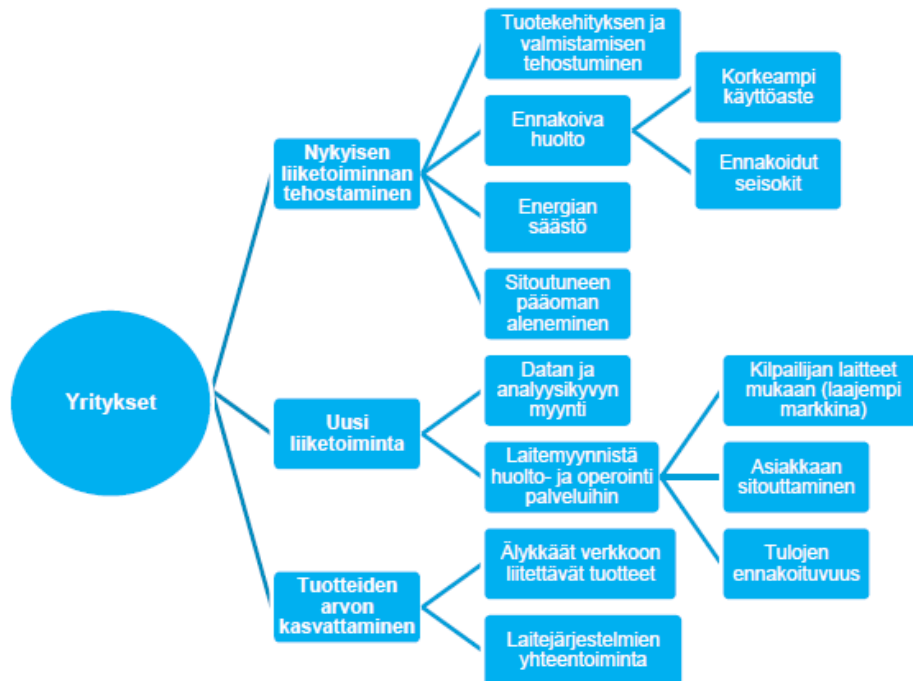 Yritykset
Nykyisen
liiketoiminnan
tehostaminen
Tuotekehityksen ja
valmistamisen
tehostuminen
Ennakoiva
huolto
Korkeampi
käyttöaste
Ennakoidut
seisokit
Energian
säästö
Sitoutuneen
pääoman
aleneminen
Uusi
liiketoiminta
Datan ja
analyysikyvyn
myynti
Laitemyynnistä
huolto- ja operointi
palveluihin
Kilpailijan laitteet
mukaan (laajempi
markkina)
Asiakkaan
sitouttaminen
Tulojen
ennakoituvuus
Tuotteiden
arvon
kasvattaminen
Älykkäät verkkoon
liitettävät tuotteet
Laitejärjestelmien
yhteentoiminta